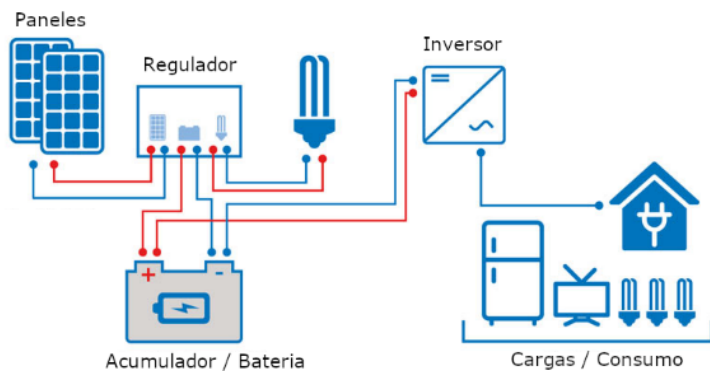 Paneles
Regulador
Inversor
+
-
Acumulador / Bateria
Cargas / Consumo